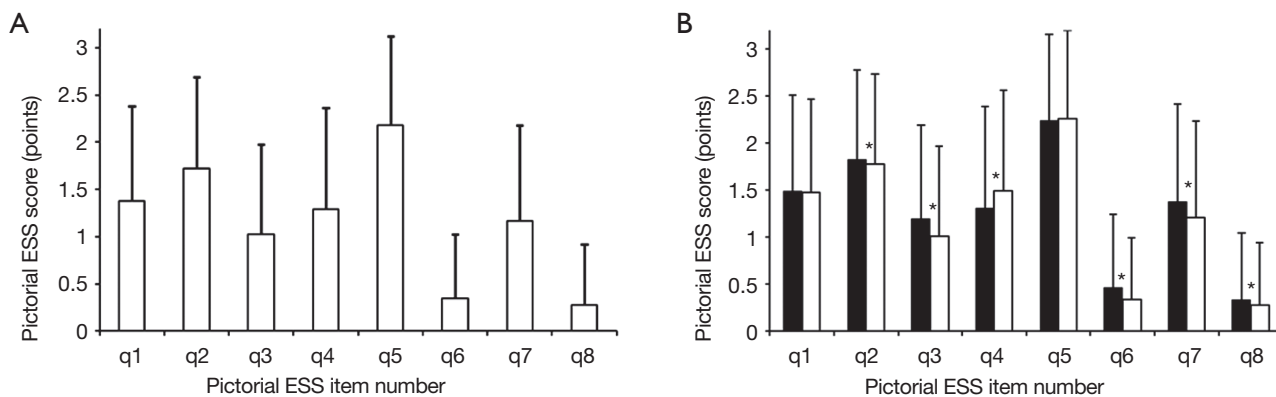 A
Pictorial ESS score (points)
3
2.5
2
1.5
1
0.5
0
q1 q2 q3 q4 q5 q6 q7 q8
Pictorial ESS item number
B
Pictorial ESS score (points)
3
2.5
2
1.5
1
0.5
0
* * * * * *
q1 q2 q3 q4 q5 q6 q7 q8
Pictorial ESS item number